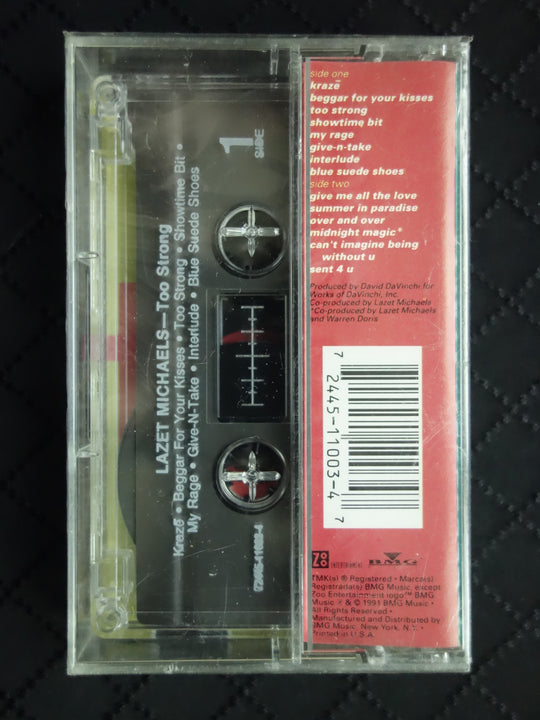 side one
krazē
beggar for your kisses
too strong
showtime bit
my rage
give-n-take
interlude
blue suede shoes
side two
give me all the love
summer in paradise
over and over
midnight magic*
can't imagine being
without u
sent 4 u
Produced by David DaVinchi for
Works of DaVinchi, Inc.
Co-produced by Lazet Michaels
*Co-produced by Lazet Michaels
and Warren Doris
7 2445-11003-4 7
ZOO
ENTERTAINMENT
BMG
TMK(s) ® Registered • Marca(s)
Registrada(s) BMG Music, except
Zoo Entertainment logo™ BMG
Music ℗ & © 1991 BMG Music •
All Rights Reserved •
Manufactured and Distributed by
BMG Music, New York, N.Y. •
Printed in U.S.A.
1
SIDE
LAZET MICHAELS—Too Strong
Krazē • Beggar For Your Kisses • Too Strong • Showtime Bit •
My Rage • Give-N-Take • Interlude • Blue Suede Shoes